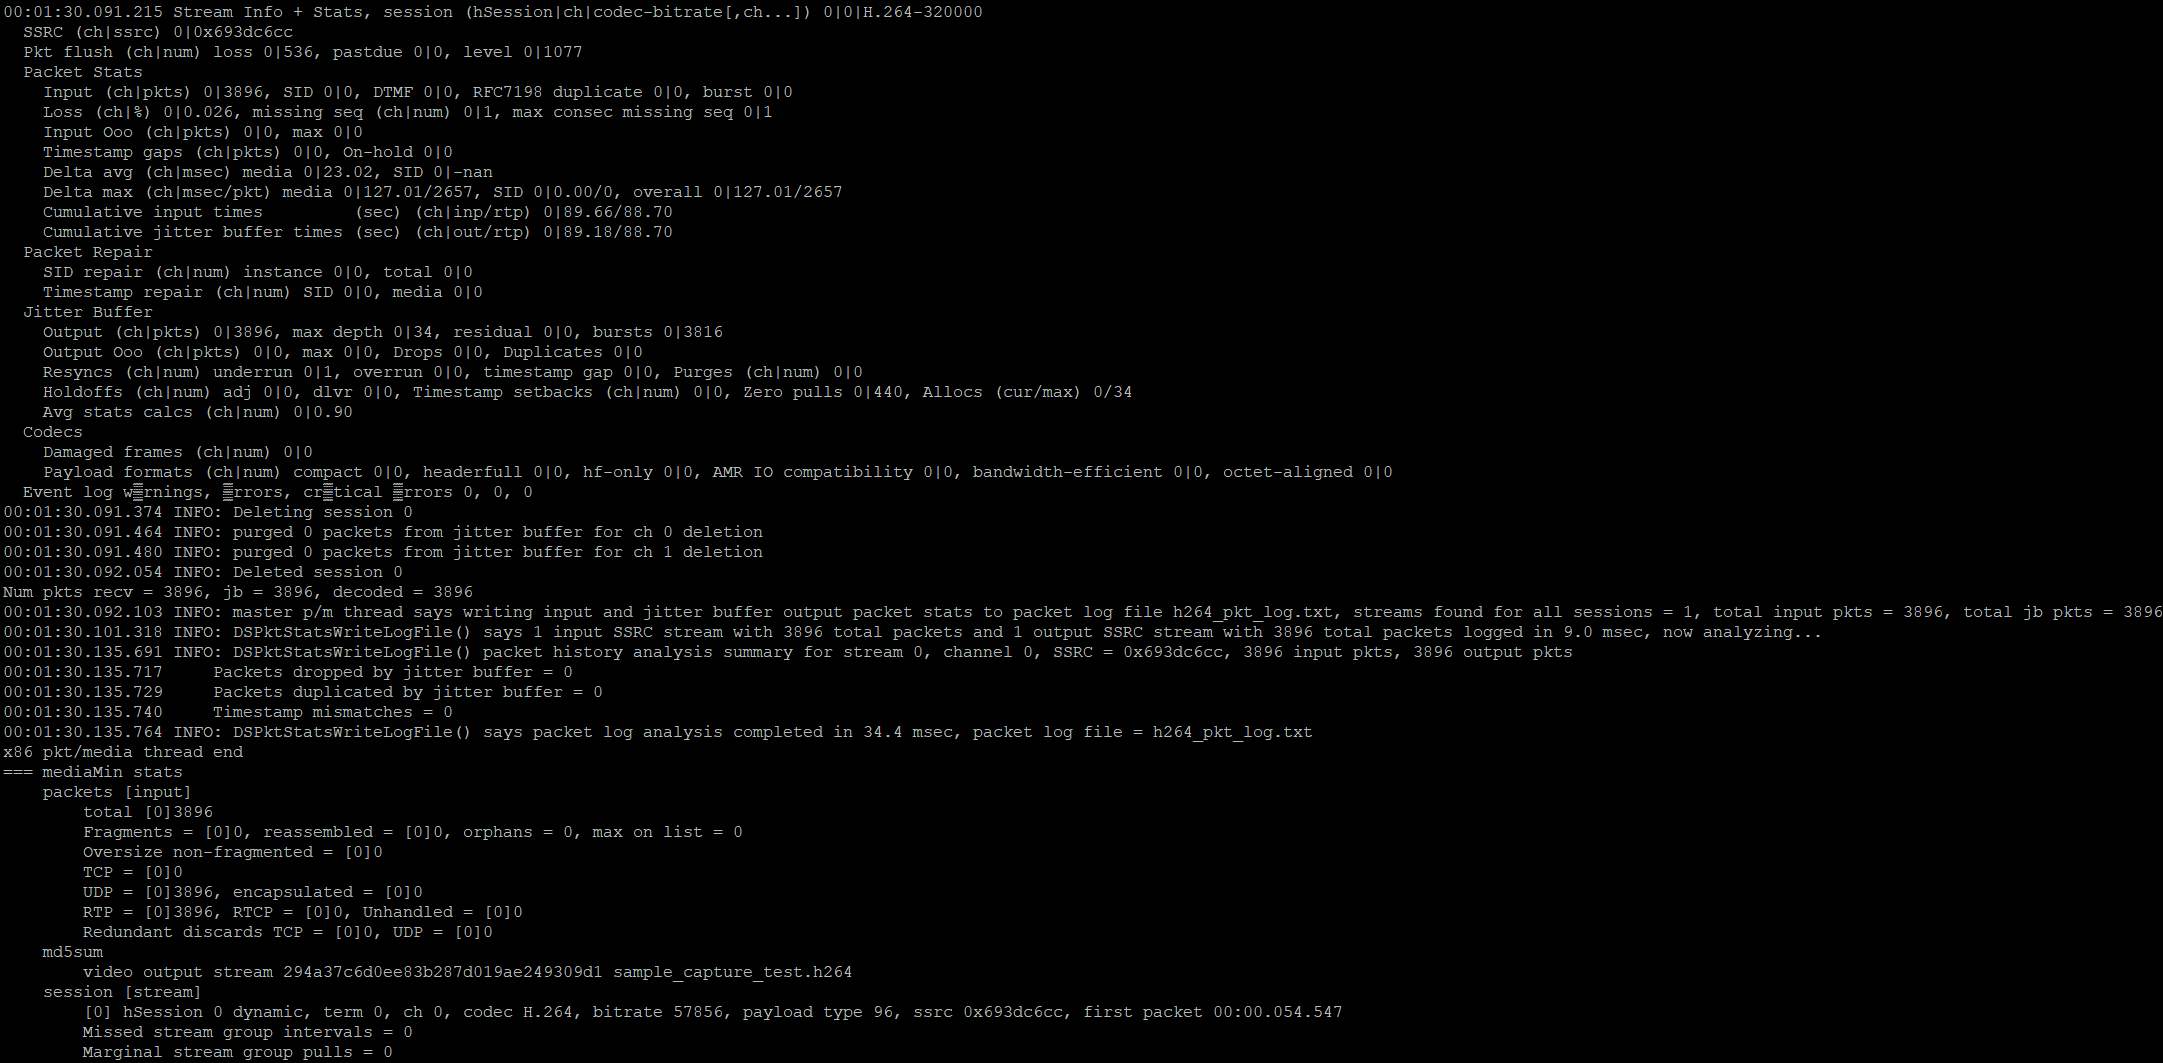 00:01:30.091.215 Stream Info + Stats, session (hSession|ch|codec-bitrate[,ch...]) 0|0|H.264-320000
SSRC (ch|ssrc) 0|0x693dc6cc
Pkt flush (ch|num) loss 0|536, pastdue 0|0, level 0|1077
Packet Stats
Input (ch|pkts) 0|3896, SID 0|0, DTMF 0|0, RFC7198 duplicate 0|0, burst 0|0
Loss (ch|%) 0|0.026, missing seq (ch|num) 0|1, max consec missing seq 0|1
Input Ooo (ch|pkts) 0|0, max 0|0
Timestamp gaps (ch|pkts) 0|0, On-hold 0|0
Delta avg (ch|msec) media 0|23.02, SID 0|-nan
Delta max (ch|msec/pkt) media 0|127.01/2657, SID 0|0.00/0, overall 0|127.01/2657
Cumulative input times         (sec) (ch|inp/rtp) 0|89.66/88.70
Cumulative jitter buffer times (sec) (ch|out/rtp) 0|89.18/88.70
Packet Repair
SID repair (ch|num) instance 0|0, total 0|0
Timestamp repair (ch|num) SID 0|0, media 0|0
Jitter Buffer
Output (ch|pkts) 0|3896, max depth 0|34, residual 0|0, bursts 0|3816
Output Ooo (ch|pkts) 0|0, max 0|0, Drops 0|0, Duplicates 0|0
Resyncs (ch|num) underrun 0|1, overrun 0|0, timestamp gap 0|0, Purges (ch|num) 0|0
Holdoffs (ch|num) adj 0|0, dlvr 0|0, Timestamp setbacks (ch|num) 0|0, Zero pulls 0|440, Allocs (cur/max) 0/34
Avg stats calcs (ch|num) 0|0.90
Codecs
Damaged frames (ch|num) 0|0
Payload formats (ch|num) compact 0|0, headerfull 0|0, hf-only 0|0, AMR IO compatibility 0|0, bandwidth-efficient 0|0, octet-aligned 0|0
Event log w▒rnings, ▒rrors, cr▒tical ▒rrors 0, 0, 0
00:01:30.091.374 INFO: Deleting session 0
00:01:30.091.464 INFO: purged 0 packets from jitter buffer for ch 0 deletion
00:01:30.091.480 INFO: purged 0 packets from jitter buffer for ch 1 deletion
00:01:30.092.054 INFO: Deleted session 0
Num pkts recv = 3896, jb = 3896, decoded = 3896
00:01:30.092.103 INFO: master p/m thread says writing input and jitter buffer output packet stats to packet log file h264_pkt_log.txt, streams found for all sessions = 1, total input pkts = 3896, total jb pkts = 3896
00:01:30.101.318 INFO: DSPktStatsWriteLogFile() says 1 input SSRC stream with 3896 total packets and 1 output SSRC stream with 3896 total packets logged in 9.0 msec, now analyzing...
00:01:30.135.691 INFO: DSPktStatsWriteLogFile() packet history analysis summary for stream 0, channel 0, SSRC = 0x693dc6cc, 3896 input pkts, 3896 output pkts
00:01:30.135.717     Packets dropped by jitter buffer = 0
00:01:30.135.729     Packets duplicated by jitter buffer = 0
00:01:30.135.740     Timestamp mismatches = 0
00:01:30.135.764 INFO: DSPktStatsWriteLogFile() says packet log analysis completed in 34.4 msec, packet log file = h264_pkt_log.txt
x86 pkt/media thread end
=== mediaMin stats
packets [input]
total [0]3896
Fragments = [0]0, reassembled = [0]0, orphans = 0, max on list = 0
Oversize non-fragmented = [0]0
TCP = [0]0
UDP = [0]3896, encapsulated = [0]0
RTP = [0]3896, RTCP = [0]0, Unhandled = [0]0
Redundant discards TCP = [0]0, UDP = [0]0
md5sum
video output stream 294a37c6d0ee83b287d019ae249309d1 sample_capture_test.h264
session [stream]
[0] hSession 0 dynamic, term 0, ch 0, codec H.264, bitrate 57856, payload type 96, ssrc 0x693dc6cc, first packet 00:00.054.547
Missed stream group intervals = 0
Marginal stream group pulls = 0